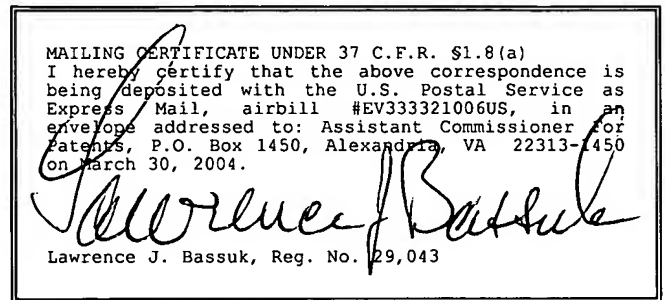 MAILING CERTIFICATE UNDER 37 C.F.R. §1.8(a)
I hereby certify that the above correspondence is
being deposited with the U.S. Postal Service as
Express Mail, airbill #EV333321006US, in an
envelope addressed to: Assistant Commissioner for
Patents, P.O. Box 1450, Alexandria, VA 22313-1450
on March 30, 2004.
Lawrence J Bassuk
Lawrence J. Bassuk, Reg. No. 29,043